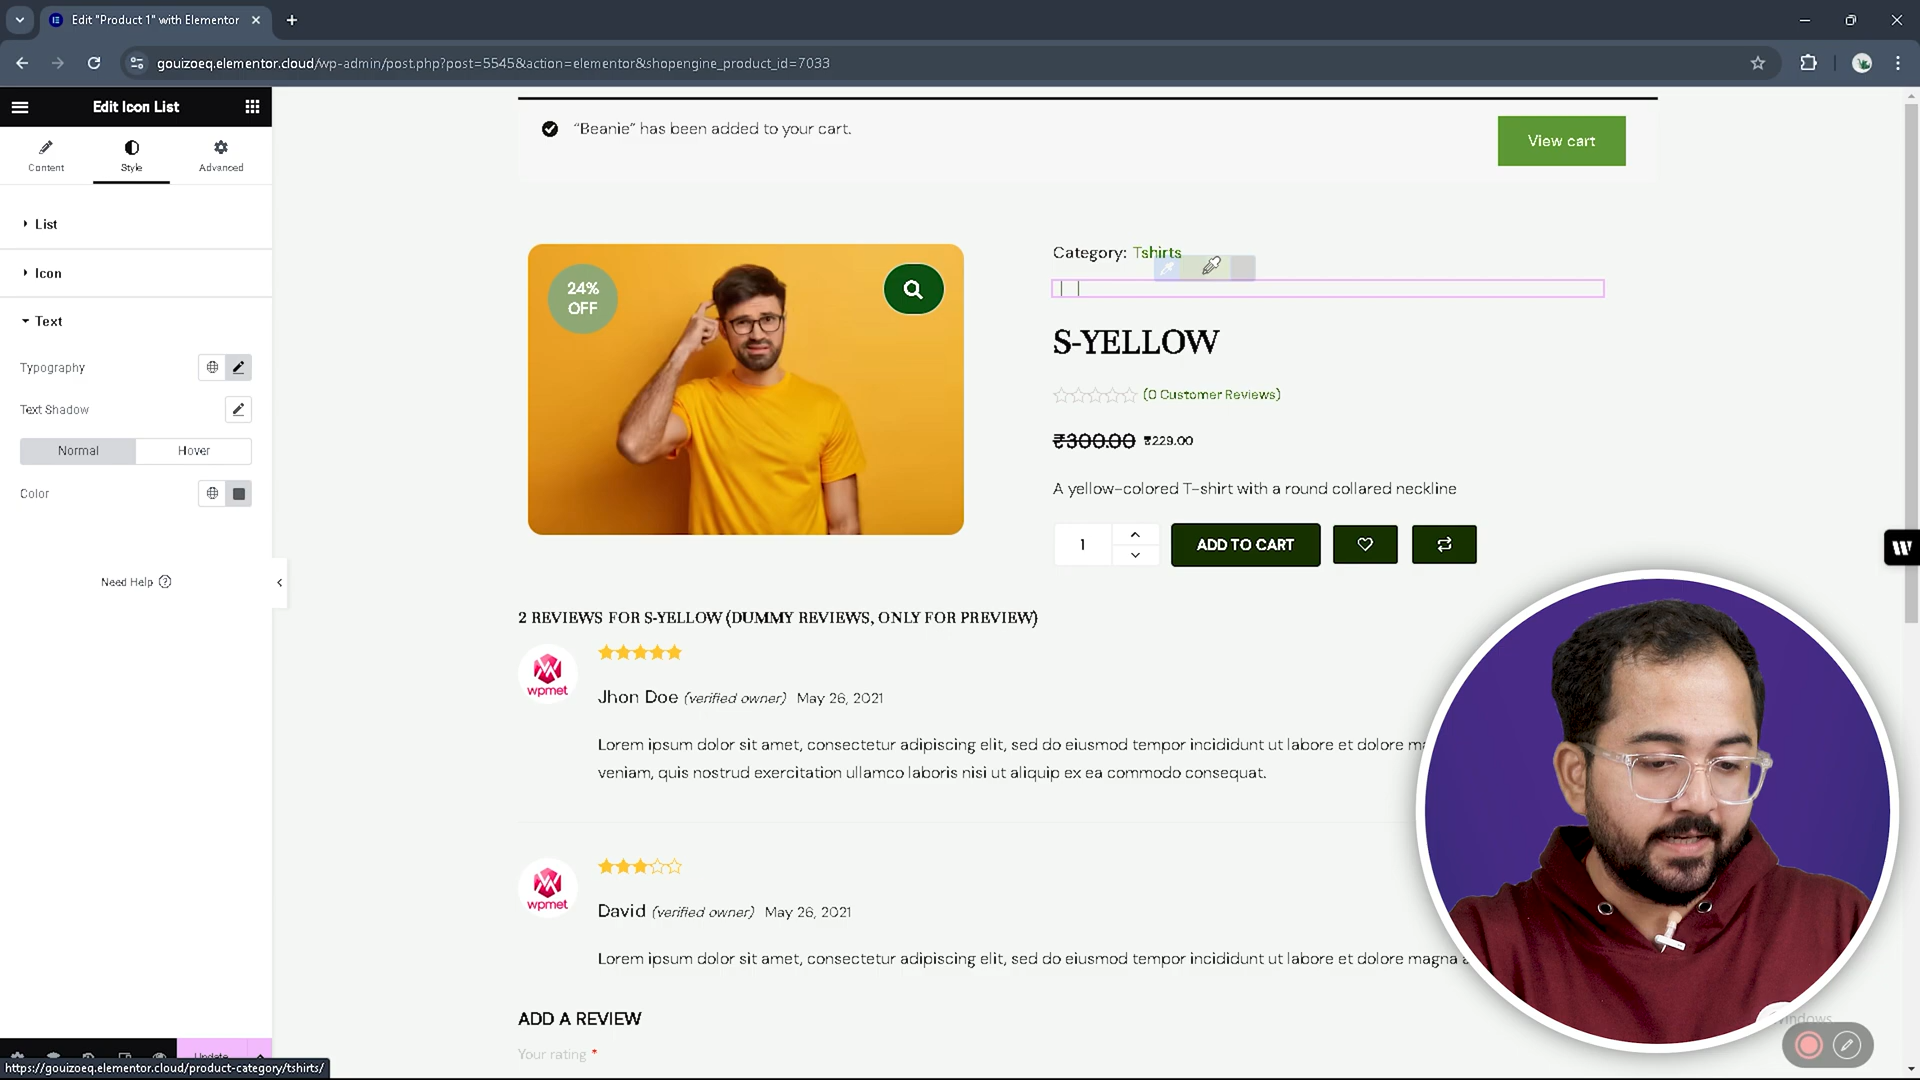 Edit "Product 1" with Elementor
gouizoeq.elementor.cloud/wp-admin/post.php?post=5545&action=elementor&shopengine_product_id=7033
Edit Icon List
Content
Style
Advanced
List
Icon
Text
Typography
Text Shadow
Normal
Hover
Color
Need Help
Update
https://gouizoeq.elementor.cloud/product-category/tshirts/
“Beanie” has been added to your cart.
View cart
24%
OFF
Category: Tshirts
S-YELLOW
(0 Customer Reviews)
₹300.00 ₹229.00
A yellow-colored T-shirt with a round collared neckline
1
ADD TO CART
2 REVIEWS FOR S-YELLOW (DUMMY REVIEWS, ONLY FOR PREVIEW)
wpmet
Jhon Doe (verified owner) May 26, 2021
Lorem ipsum dolor sit amet, consectetur adipiscing elit, sed do eiusmod tempor incididunt ut labore et dolore ma
veniam, quis nostrud exercitation ullamco laboris nisi ut aliquip ex ea commodo consequat.
wpmet
David (verified owner) May 26, 2021
Lorem ipsum dolor sit amet, consectetur adipiscing elit, sed do eiusmod tempor incididunt ut labore et dolore magna a
ADD A REVIEW
Your rating *